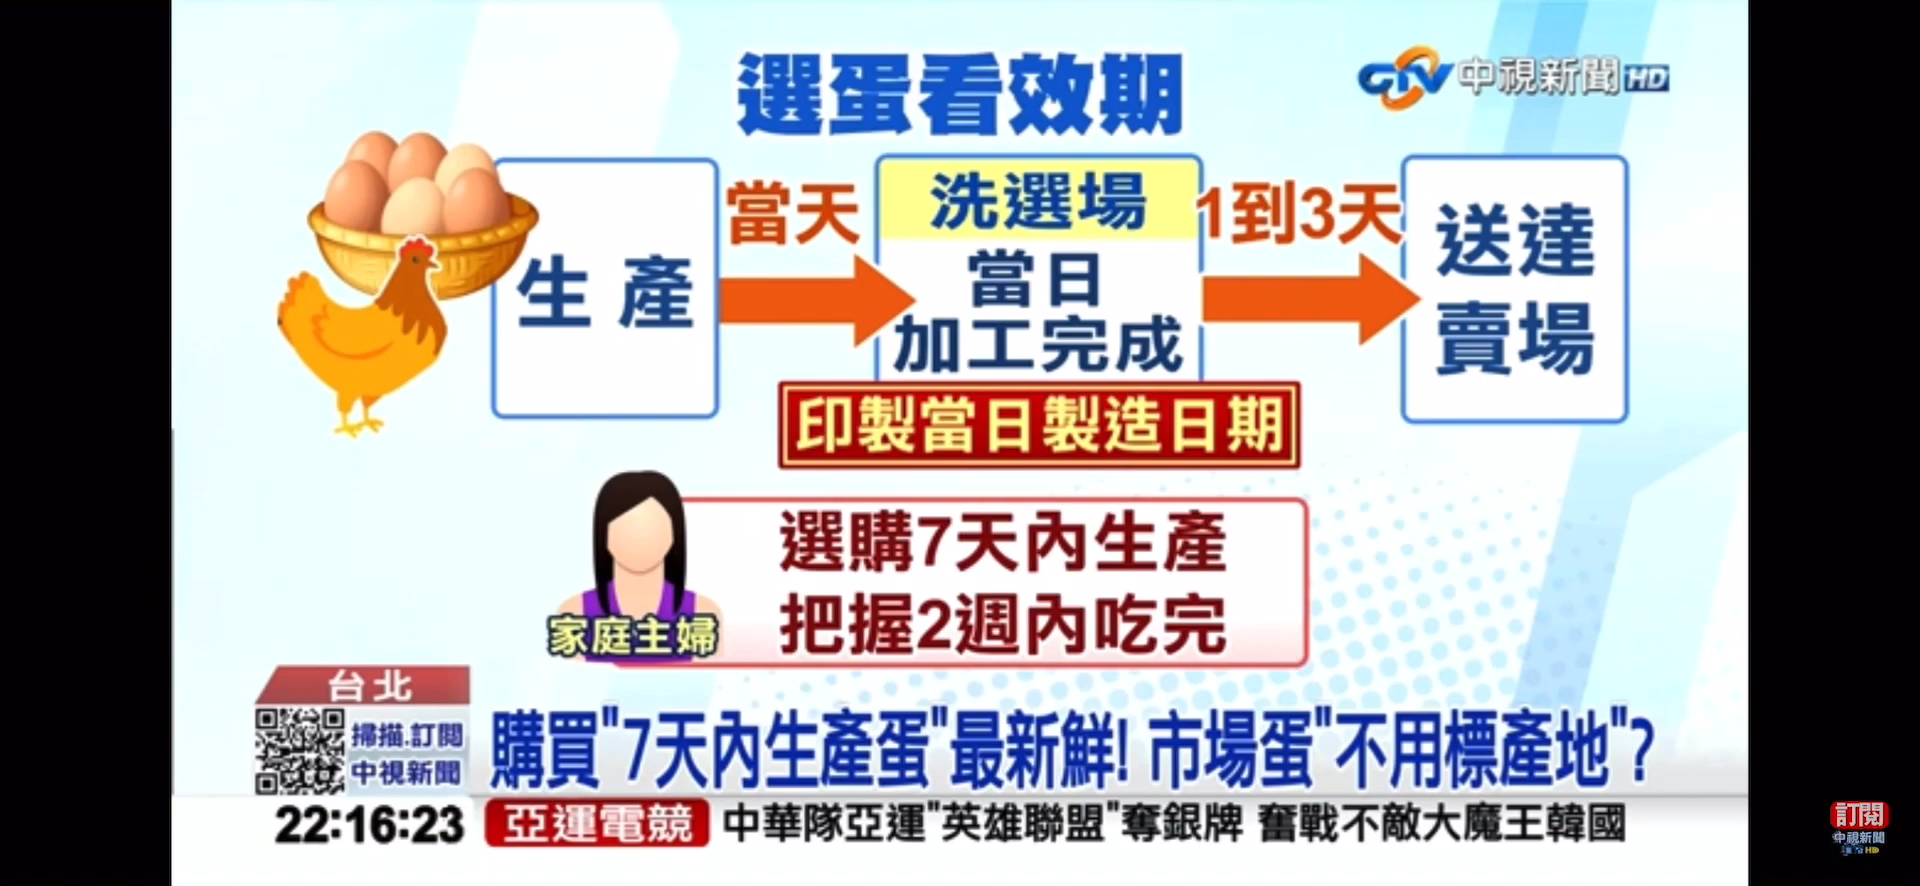 選蛋看效期
CTV中視新聞HD
生產
當天
洗選場
當日
加工完成
1到3天
送達
賣場
印製當日製造日期
選購7天內生產
把握2週內吃完
家庭主婦
台北
掃描.訂閱
中視新聞
購買"7天內生產蛋"最新鮮! 市場蛋"不用標產地"?
22:16:23
亞運電競
中華隊亞運"英雄聯盟"奪銀牌 奮戰不敵大魔王韓國
訂閱
中視新聞
HD